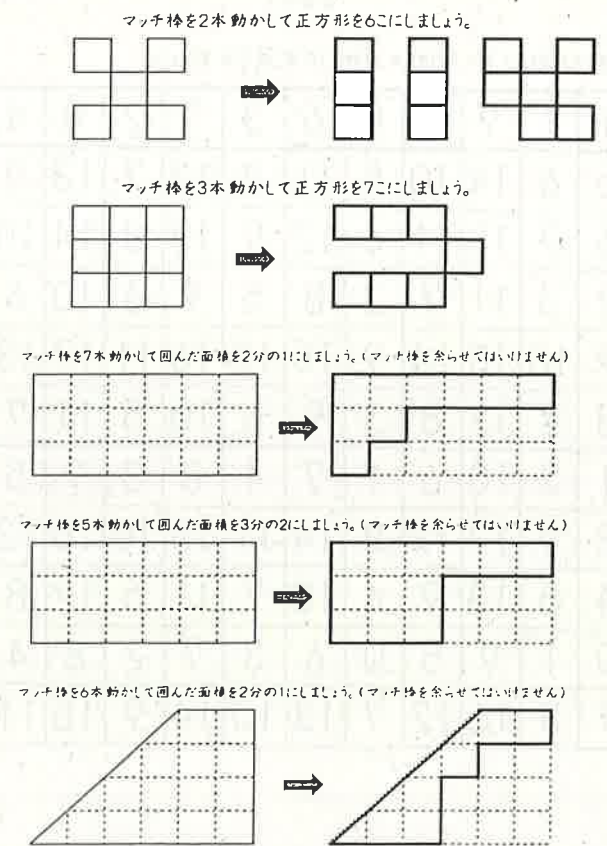 マッチ棒を2本動かして正方形を6こにしましょう。
マッチ棒を3本動かして正方形を7こにしましょう。
マッチ棒を7本動かして囲んだ面積を2分の1にしましょう。(マッチ棒を余らせてはいけません)
マッチ棒を5本動かして囲んだ面積を3分の2にしましょう。(マッチ棒を余らせてはいけません)
マッチ棒を6本動かして囲んだ面積を2分の1にしましょう。(マッチ棒を余らせてはいけません)